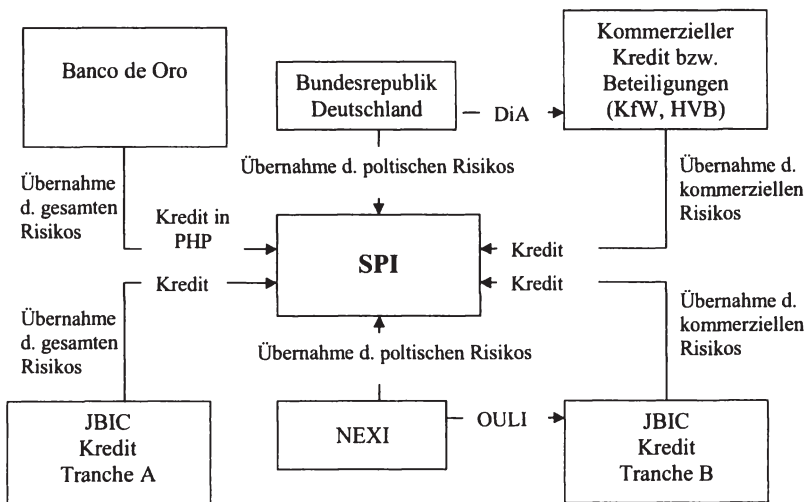 Banco de Oro
Bundesrepublik
Deutschland
Kommerzieller
Kredit bzw.
Beteiligungen
(KfW, HVB)
DiA
Übernahme
d. gesamten
Risikos
Übernahme d. poltischen Risikos
Übernahme d.
kommerziellen
Risikos
Kredit in
PHP
SPI
Kredit
Kredit
Kredit
Übernahme
d. gesamten
Risikos
Übernahme d. poltischen Risikos
Übernahme d.
kommerziellen
Risikos
JBIC
Kredit
Tranche A
NEXI
OULI
JBIC
Kredit
Tranche B